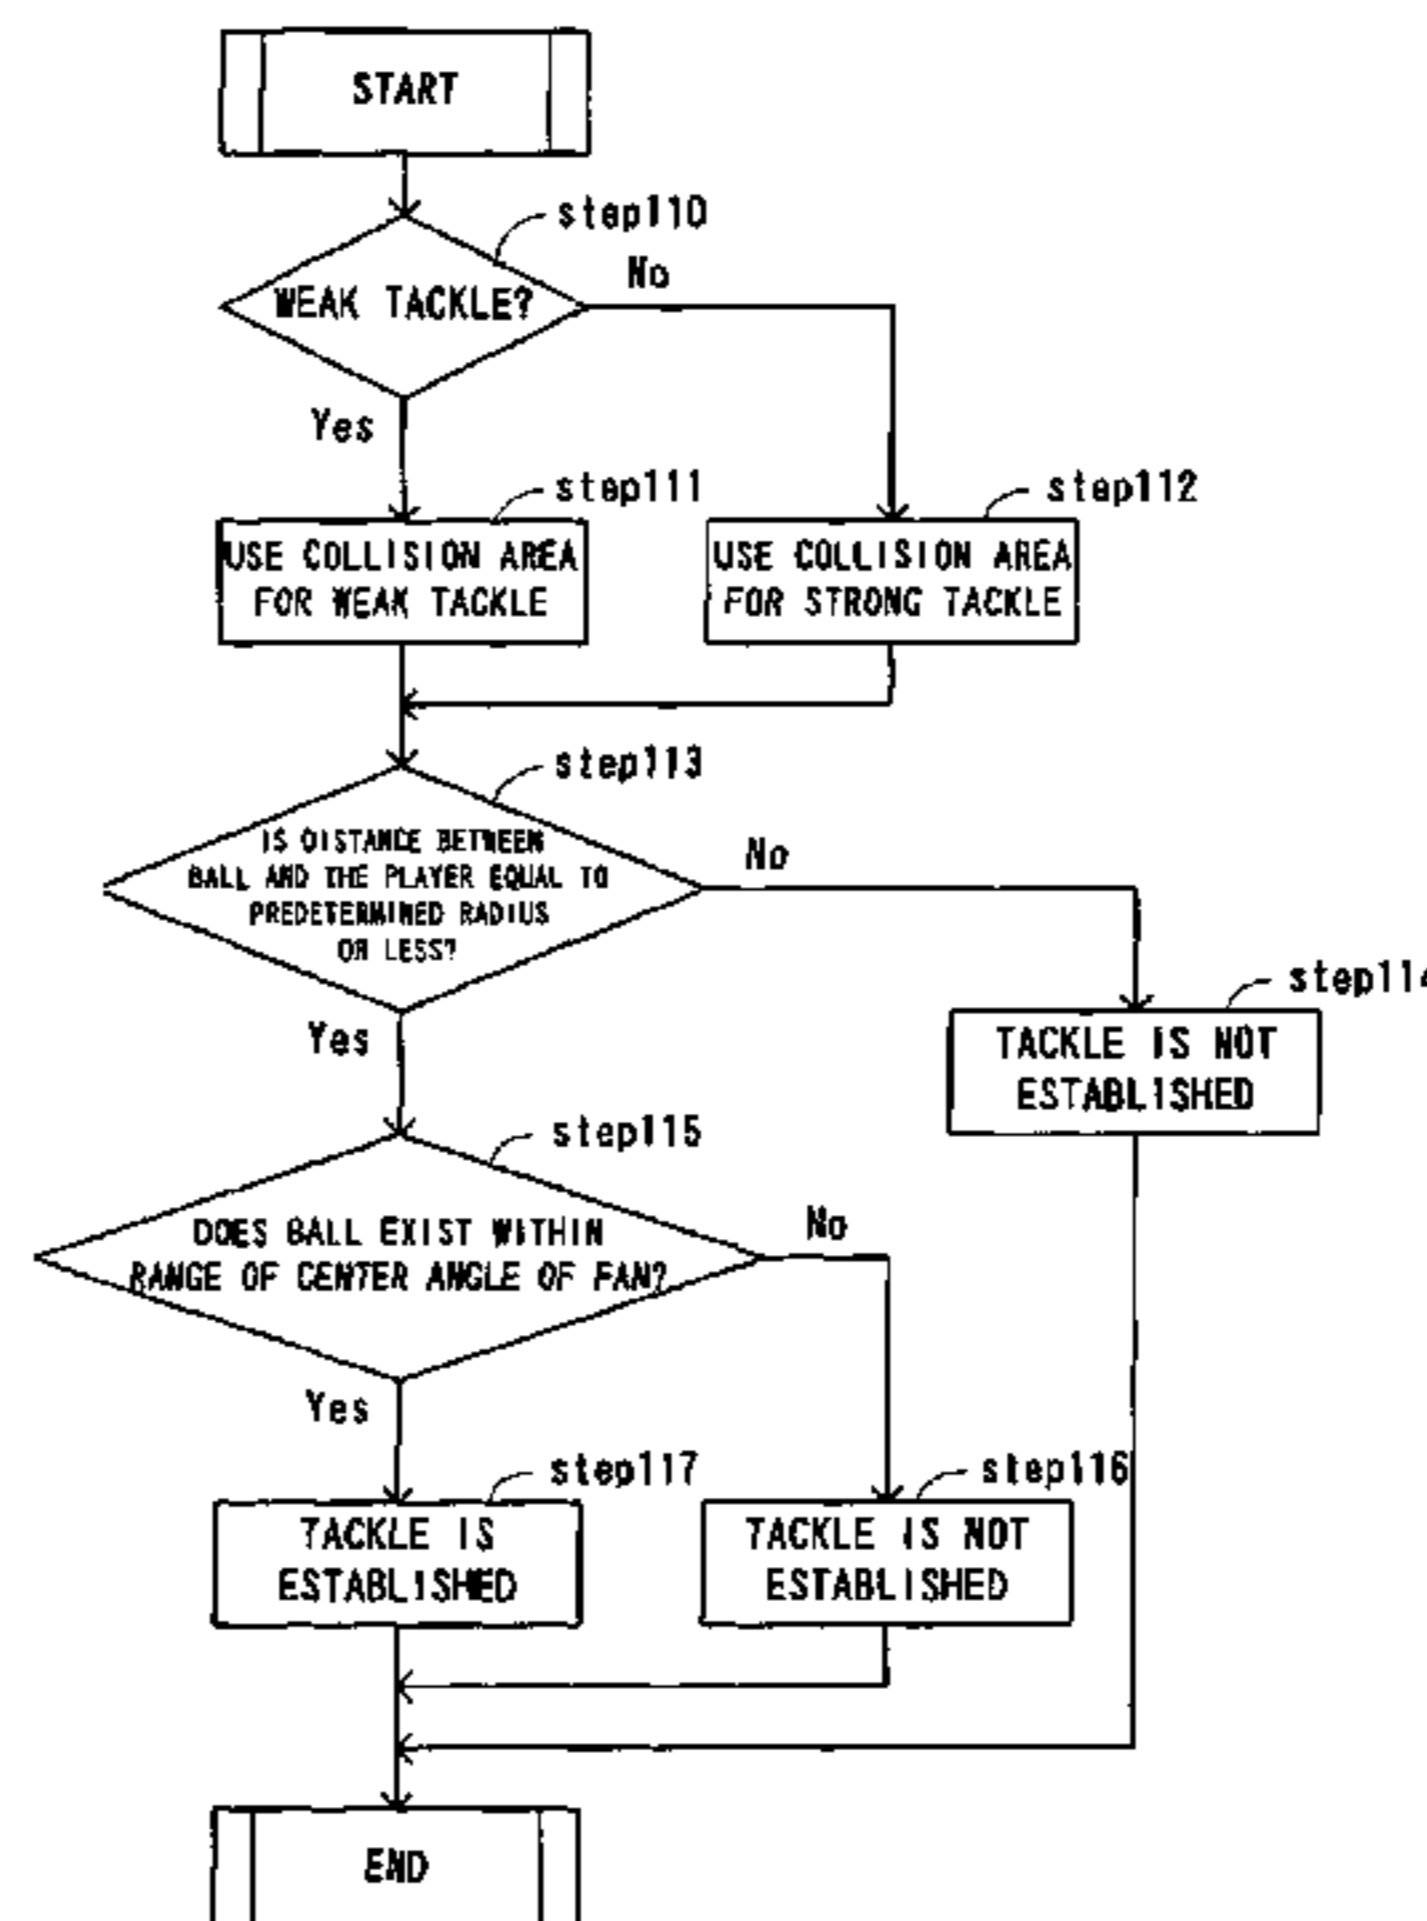 START
step110
WEAK TACKLE?
No
Yes
step111
step112
USE COLLISION AREA
FOR WEAK TACKLE
USE COLLISION AREA
FOR STRONG TACKLE
step113
IS DISTANCE BETWEEN
BALL AND THE PLAYER EQUAL TO
PREDETERMINED RADIUS
OR LESS?
No
Yes
step114
TACKLE IS NOT
ESTABLISHED
step115
DOES BALL EXIST WITHIN
RANGE OF CENTER ANGLE OF FAN?
No
Yes
step117
step116
TACKLE IS
ESTABLISHED
TACKLE IS NOT
ESTABLISHED
END